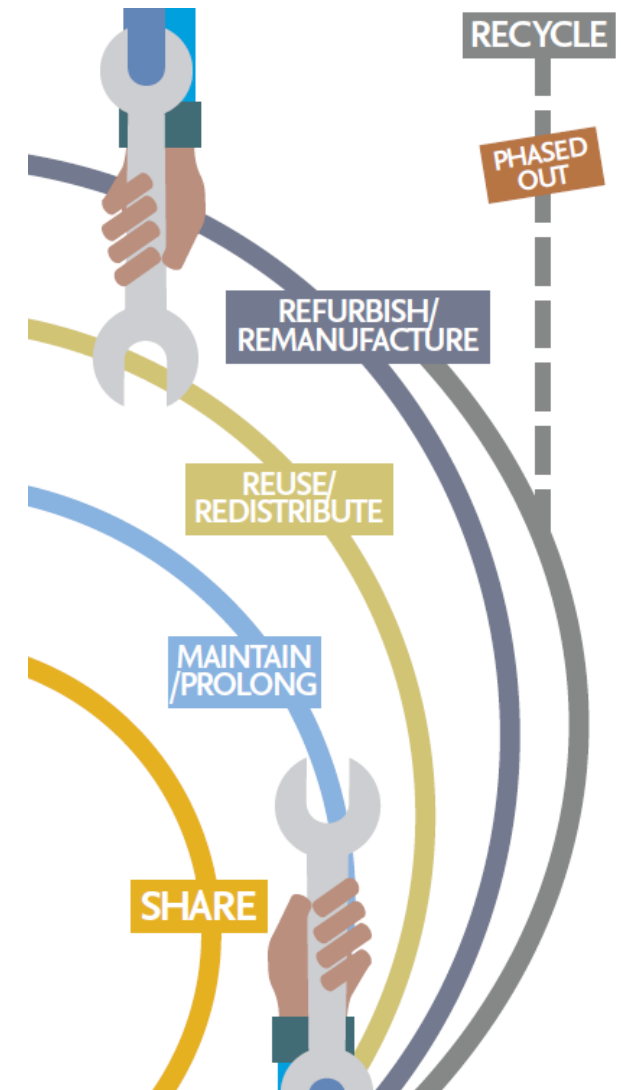 RECYCLE
PHASED
OUT
REFURBISH/
REMANUFACTURE
REUSE/
REDISTRIBUTE
MAINTAIN
/PROLONG
SHARE